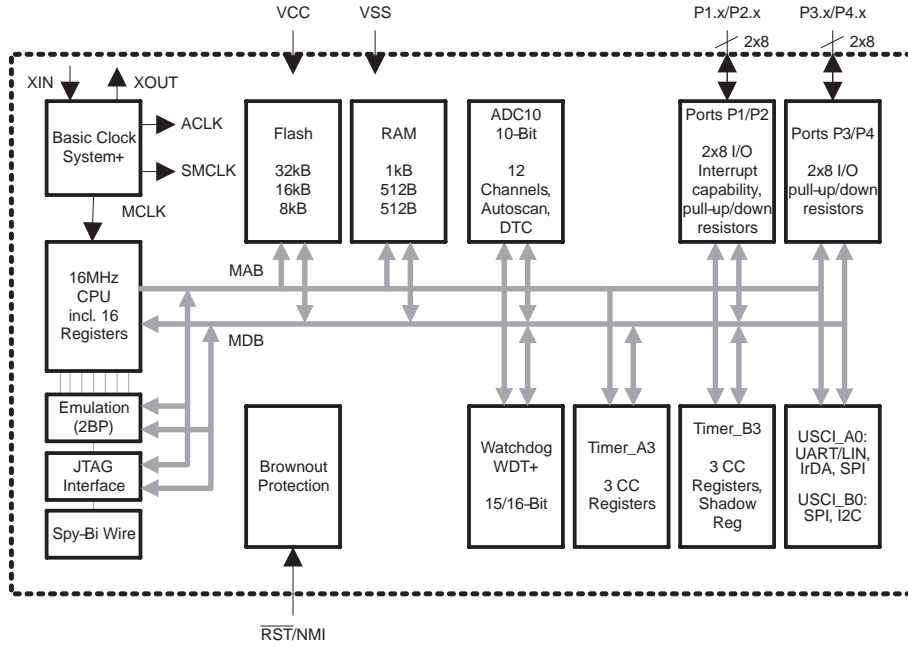 VCC
VSS
P1.x/P2.x
P3.x/P4.x
2x8
2x8
XIN
XOUT
Basic Clock
System+
ACLK
SMCLK
MCLK
Flash
32kB
16kB
8kB
RAM
1kB
512B
512B
ADC10
10-Bit
12
Channels,
Autoscan,
DTC
Ports P1/P2
2x8 I/O
Interrupt
capability,
pull-up/down
resistors
Ports P3/P4
2x8 I/O
pull-up/down
resistors
16MHz
CPU
incl. 16
Registers
MAB
MDB
Emulation
(2BP)
JTAG
Interface
Spy-Bi Wire
Brownout
Protection
Watchdog
WDT+
15/16-Bit
Timer_A3
3 CC
Registers
Timer_B3
3 CC
Registers,
Shadow
Reg
USCI_A0:
UART/LIN,
IrDA, SPI
USCI_B0:
SPI, I2C
RST/NMI